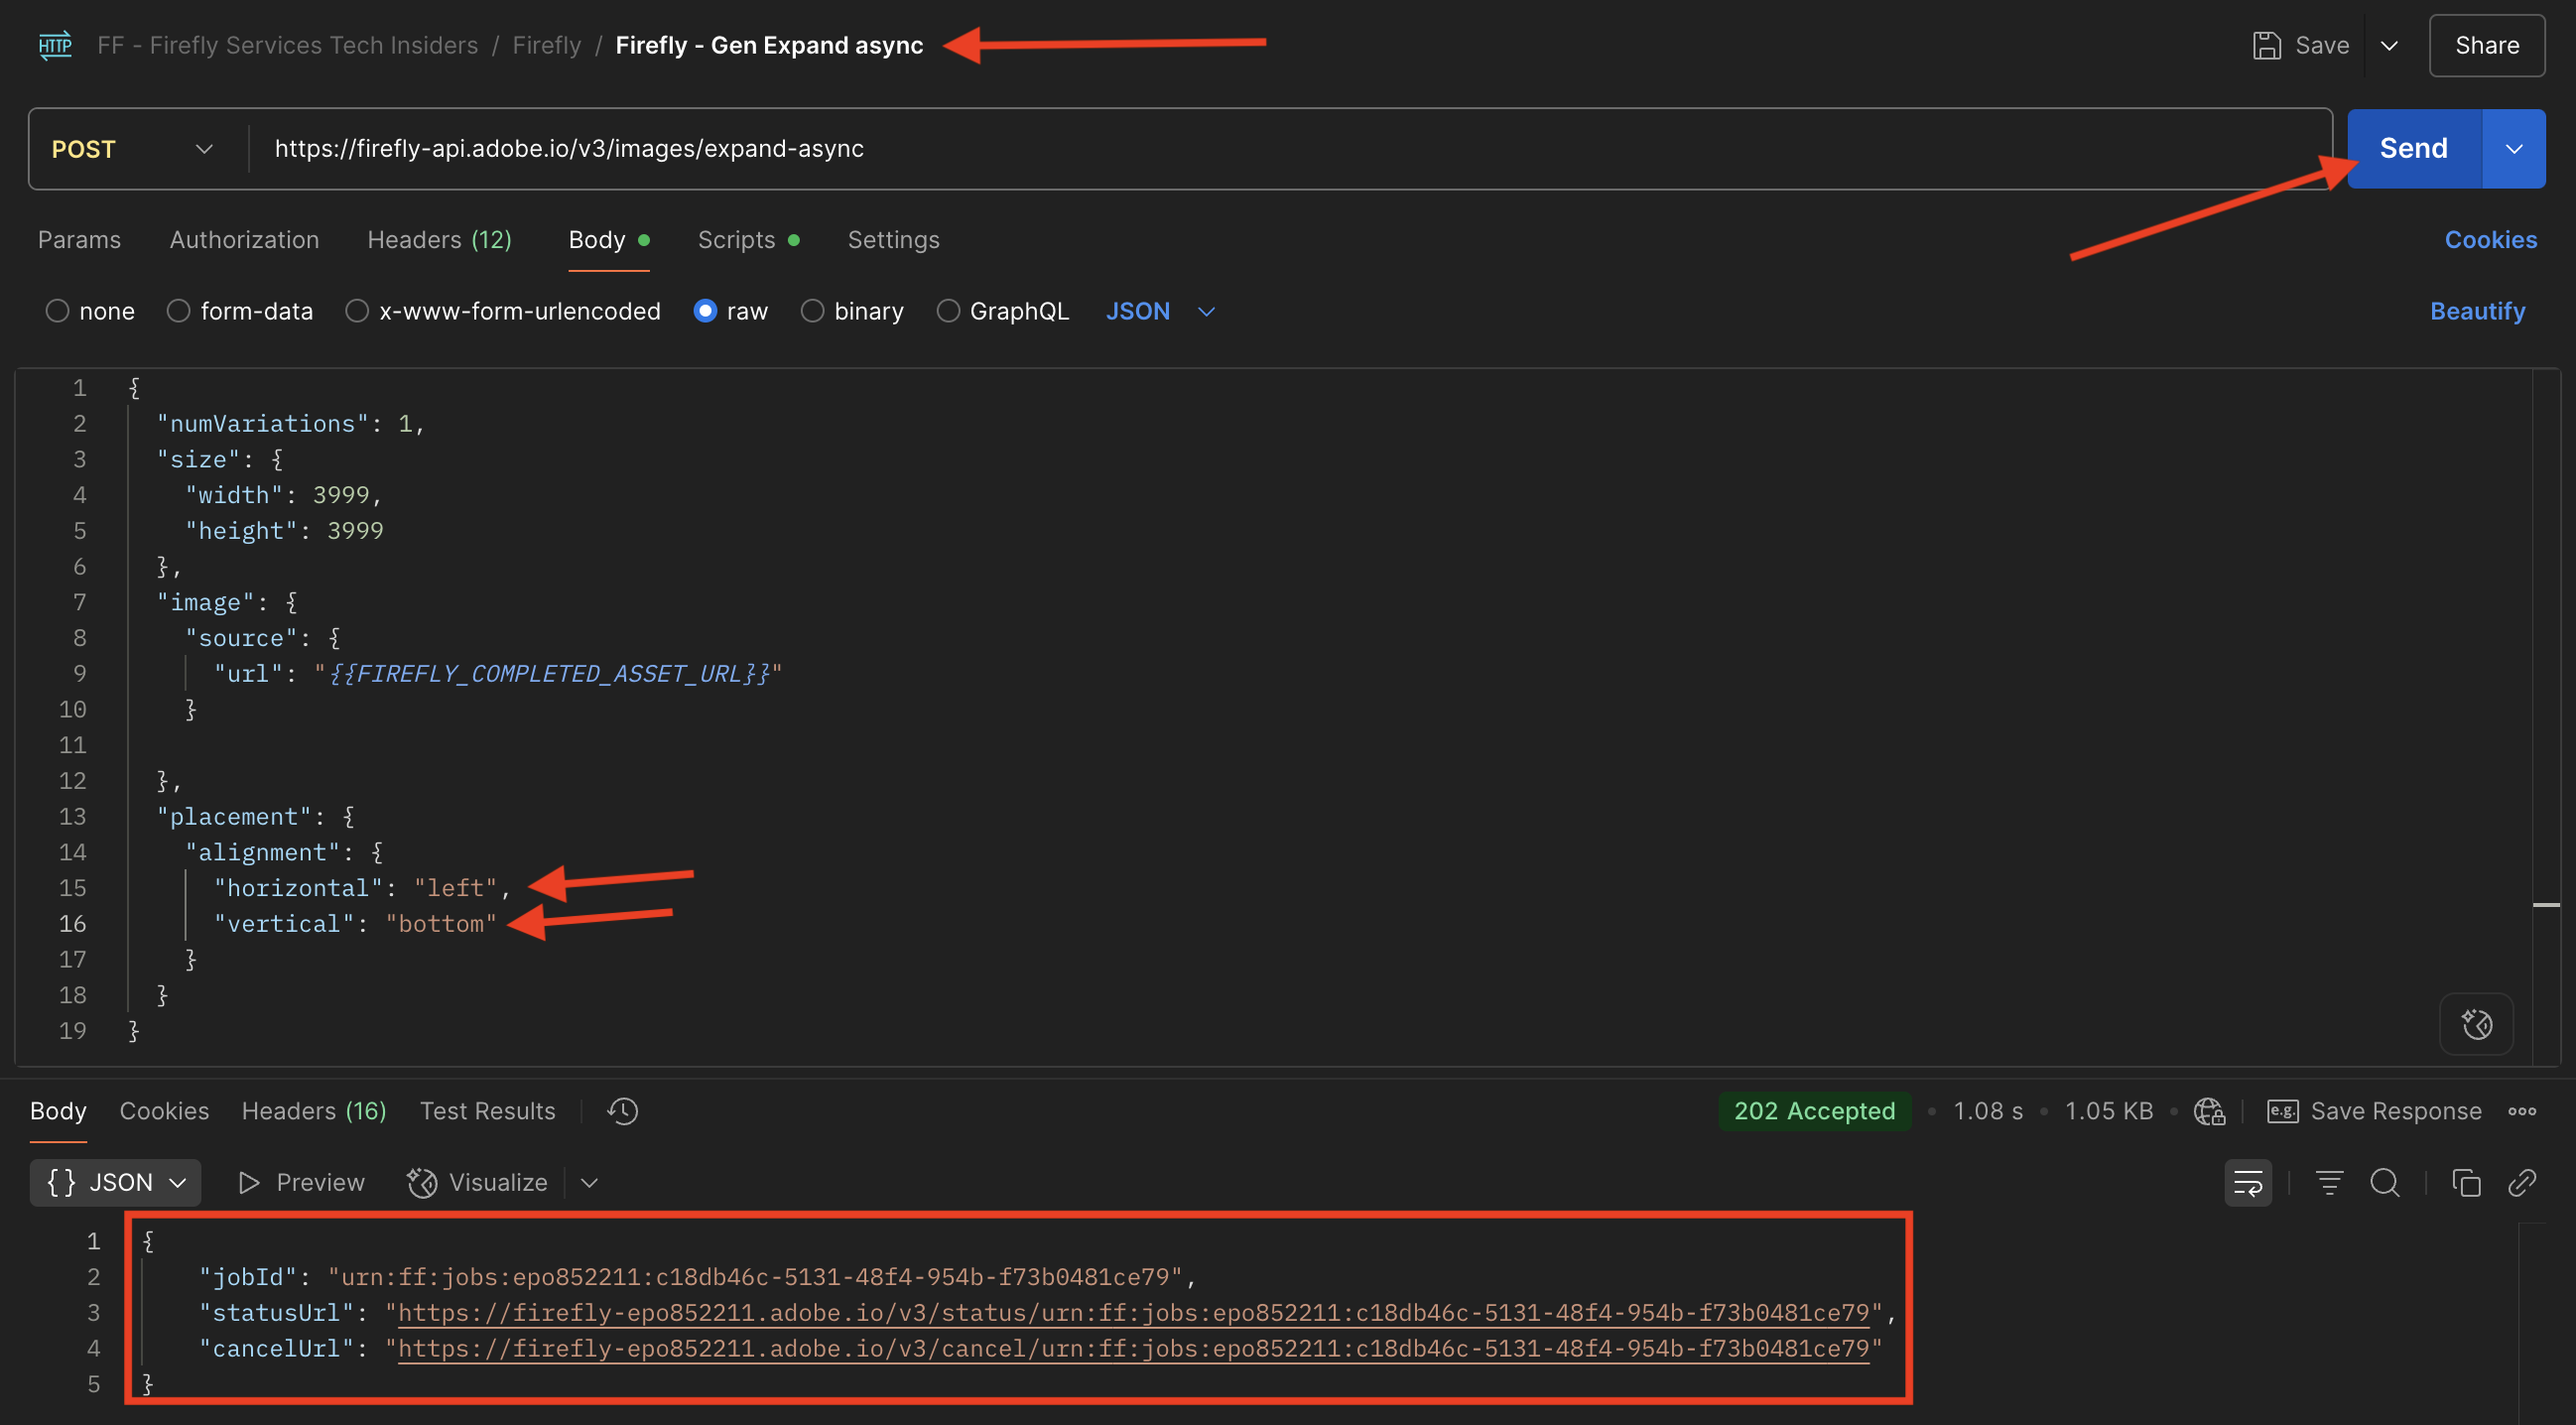 HTTP FF - Firefly Services Tech Insiders / Firefly / Firefly - Gen Expand async Save Share
POST https://firefly-api.adobe.io/v3/images/expand-async Send
Params Authorization Headers (12) Body Scripts Settings Cookies
none form-data x-www-form-urlencoded raw binary GraphQL JSON Beautify
1 {
2 "numVariations": 1,
3 "size": {
4 "width": 3999,
5 "height": 3999
6 },
7 "image": {
8 "source": {
9 "url": "{{FIREFLY_COMPLETED_ASSET_URL}}"
10 }
11
12 },
13 "placement": {
14 "alignment": {
15 "horizontal": "left",
16 "vertical": "bottom"
17 }
18 }
19 }
Body Cookies Headers (16) Test Results 202 Accepted • 1.08 s • 1.05 KB • e.g. Save Response
{} JSON Preview Visualize
1 {
2 "jobId": "urn:ff:jobs:epo852211:c18db46c-5131-48f4-954b-f73b0481ce79",
3 "statusUrl": "https://firefly-epo852211.adobe.io/v3/status/urn:ff:jobs:epo852211:c18db46c-5131-48f4-954b-f73b0481ce79",
4 "cancelUrl": "https://firefly-epo852211.adobe.io/v3/cancel/urn:ff:jobs:epo852211:c18db46c-5131-48f4-954b-f73b0481ce79"
5 }